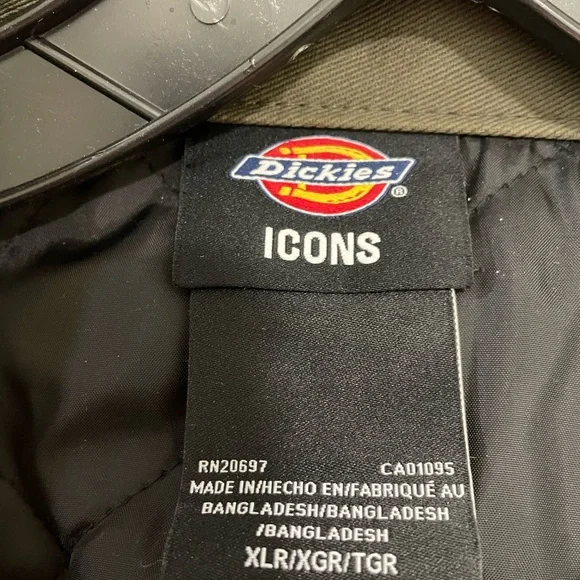 Dickies®
ICONS
RN20697 CA01095
MADE IN/HECHO EN/FABRIQUÉ AU
BANGLADESH/BANGLADESH
/BANGLADESH
XLR/XGR/TGR